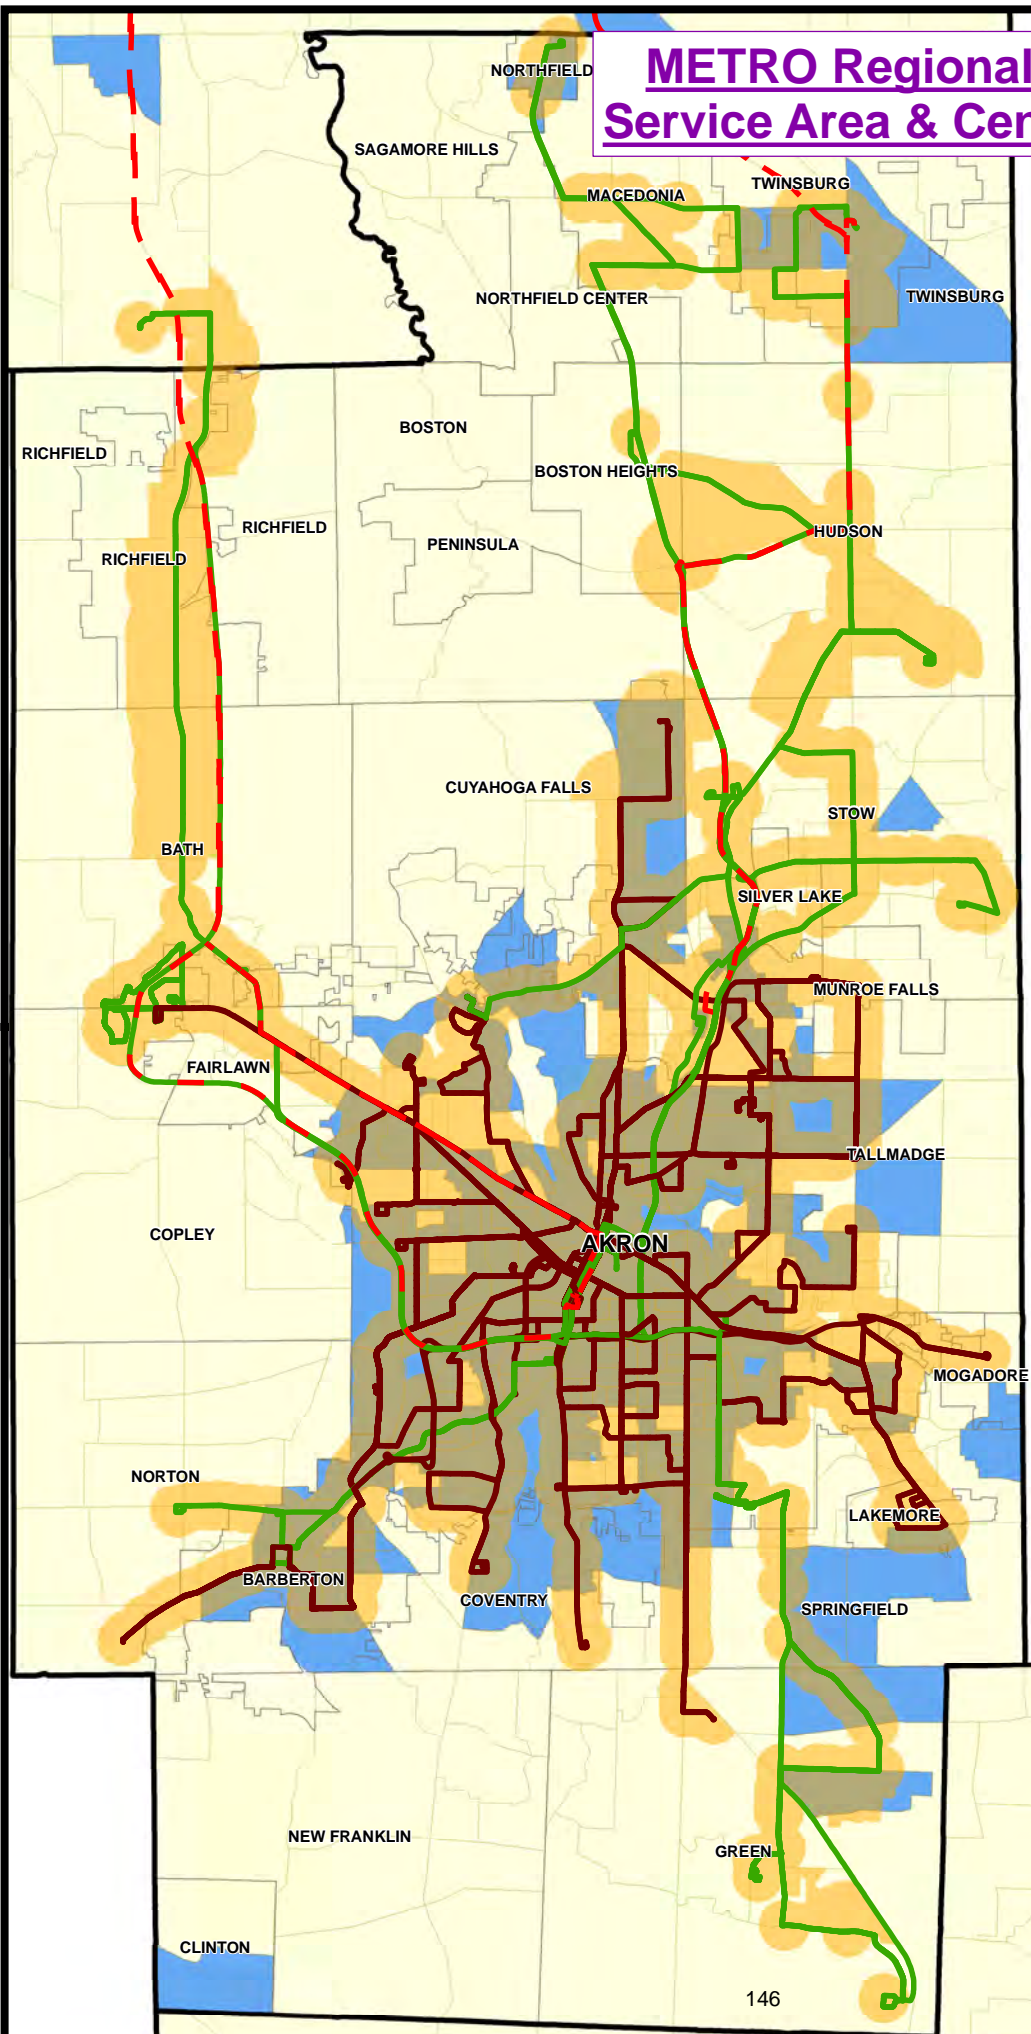 METRO Regional
Service Area & Cen
NORTHFIELD
SAGAMORE HILLS
MACEDONIA
TWINSBURG
NORTHFIELD CENTER
TWINSBURG
BOSTON
RICHFIELD
BOSTON HEIGHTS
RICHFIELD
HUDSON
PENINSULA
RICHFIELD
CUYAHOGA FALLS
STOW
BATH
SILVER LAKE
MUNROE FALLS
FAIRLAWN
TALLMADGE
COPLEY
AKRON
MOGADORE
NORTON
LAKEMORE
BARBERTON
COVENTRY
SPRINGFIELD
NEW FRANKLIN
GREEN
CLINTON
146